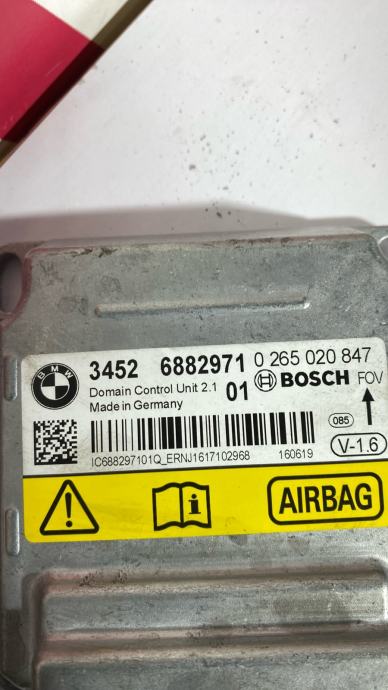 BMW
3452 6882971 0 265 020 847
Domain Control Unit 2.1 01 BOSCH FOV
Made in Germany
085
V-1.6
IC688297101Q_ERNJ1617102968 160619
i
AIRBAG